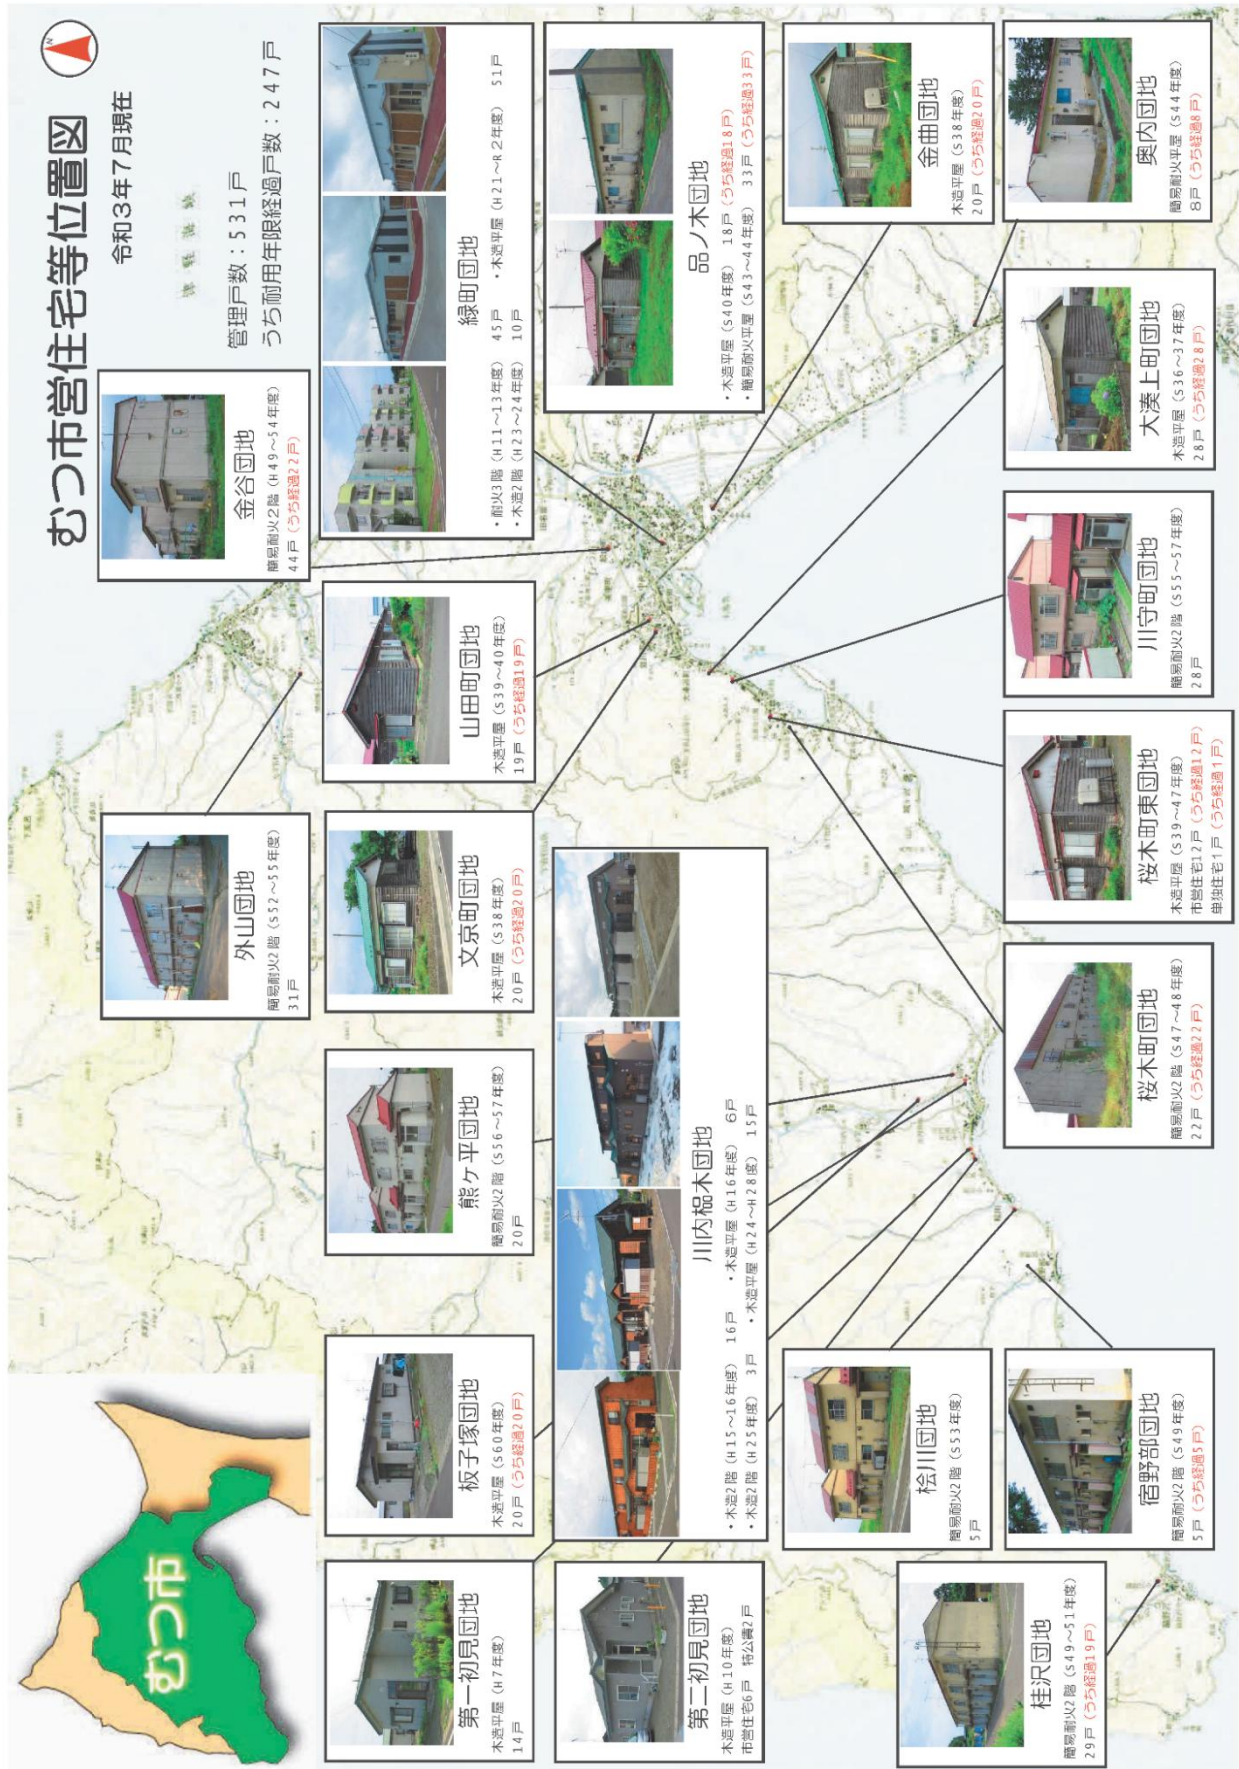 むつ市営住宅等位置図
令和3年7月現在
管理戸数：531戸
うち耐用年限経過戸数：247戸
むつ市
金谷団地
簡易耐火2階（H49～54年度）
44戸（うち経過22戸）
緑町団地
・耐火3階（H11～13年度） 45戸 ・木造平屋（H21～R2年度） 51戸
・木造2階（H23～24年度） 10戸
品ノ木団地
・木造平屋（S40年度） 18戸（うち経過18戸）
・簡易耐火平屋（S43～44年度） 33戸（うち経過33戸）
金曲団地
木造平屋（S38年度）
20戸（うち経過20戸）
奥内団地
簡易耐火平屋（S44年度）
8戸（うち経過8戸）
大湊上町団地
木造平屋（S36～37年度）
28戸（うち経過28戸）
川守町団地
簡易耐火2階（S55～57年度）
28戸
桜木町東団地
木造平屋（S39～47年度）
市営住宅12戸（うち経過12戸）
単独住宅1戸（うち経過1戸）
桜木町団地
簡易耐火2階（S47～48年度）
22戸（うち経過22戸）
山田町団地
木造平屋（S39～40年度）
19戸（うち経過19戸）
外山団地
簡易耐火2階（S52～55年度）
31戸
文京町団地
木造平屋（S38年度）
20戸（うち経過20戸）
熊ヶ平団地
簡易耐火2階（S56～57年度）
20戸
川内椙木団地
・木造2階（H15～16年度） 16戸 ・木造平屋（H16年度） 6戸
・木造2階（H25年度） 3戸 ・木造平屋（H24～H28度） 15戸
板子塚団地
木造平屋（S60年度）
20戸（うち経過20戸）
第一初見団地
木造平屋（H7年度）
14戸
第二初見団地
木造平屋（H10年度）
市営住宅6戸 特公賃2戸
桧川団地
簡易耐火2階（S53年度）
5戸
宿野部団地
簡易耐火2階（S49年度）
5戸（うち経過5戸）
桂沢団地
簡易耐火2階（S49～51年度）
29戸（うち経過19戸）